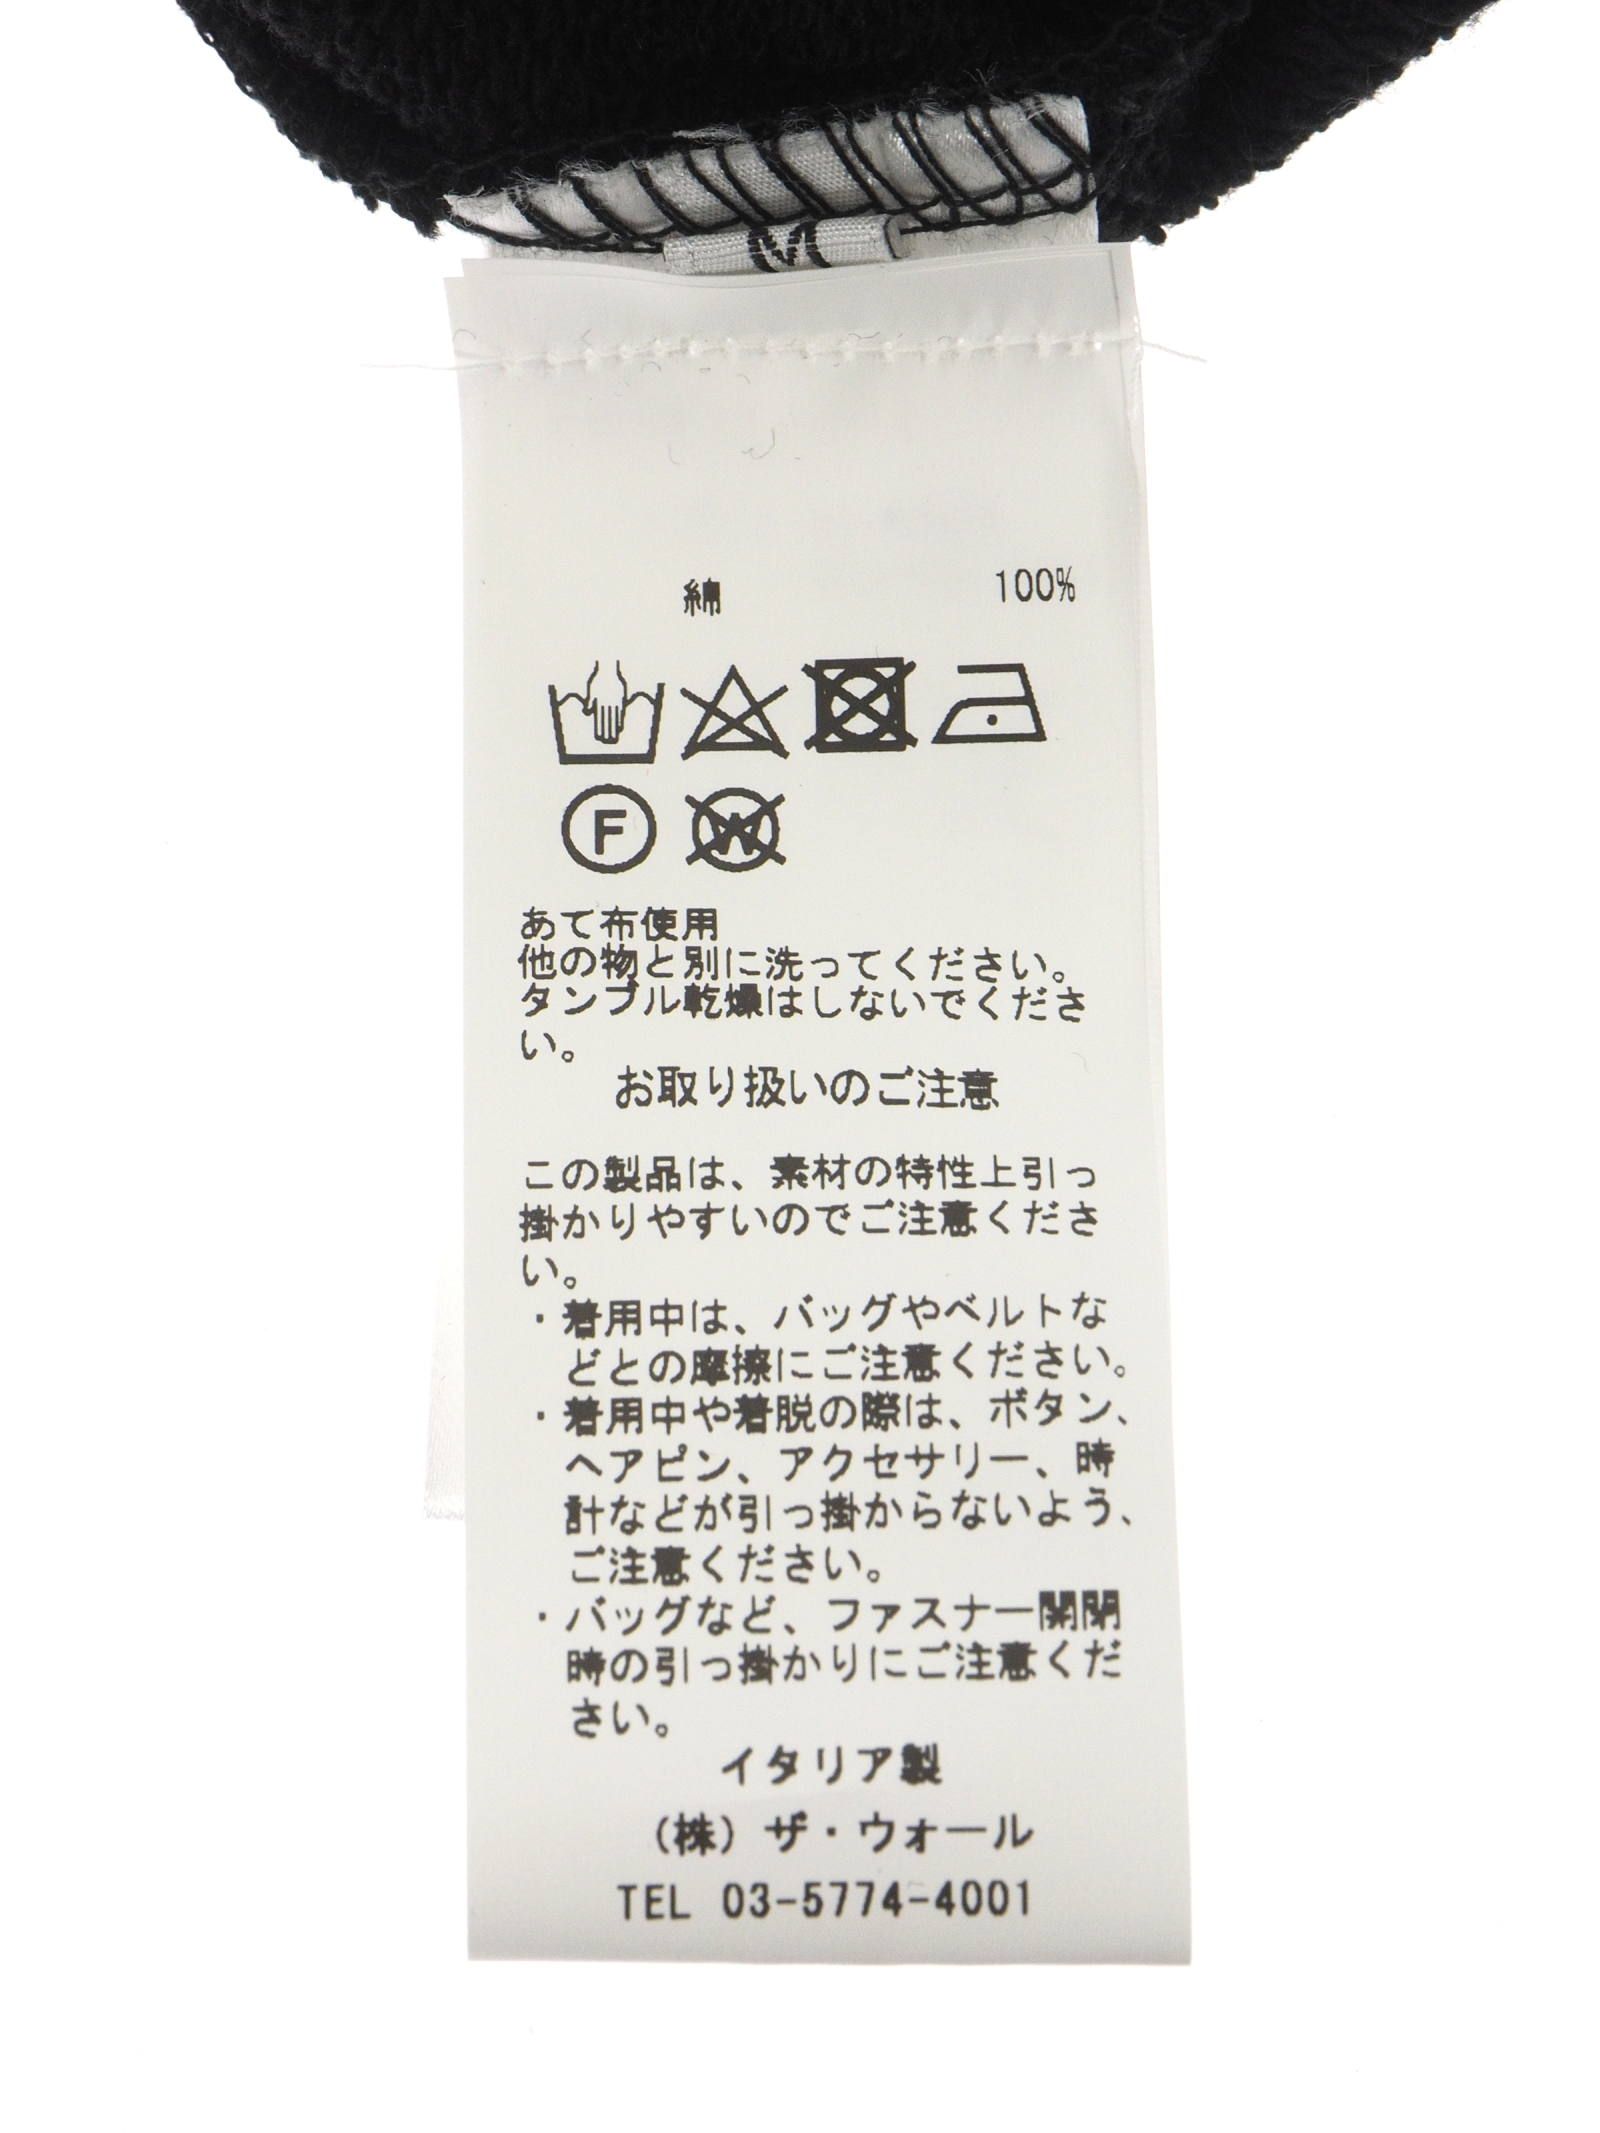 M
綿 100%
F W
あて布使用
他の物と別に洗ってください。
タンブル乾燥はしないでくださ
い。
お取り扱いのご注意
この製品は、素材の特性上引っ
掛かりやすいのでご注意くださ
い。
・着用中は、バッグやベルトな
どとの摩擦にご注意ください。
・着用中や着脱の際は、ボタン、
ヘアピン、アクセサリー、時
計などが引っ掛からないよう、
ご注意ください。
・バッグなど、ファスナー開閉
時の引っ掛かりにご注意くだ
さい。
イタリア製
（株）ザ・ウォール
TEL 03-5774-4001